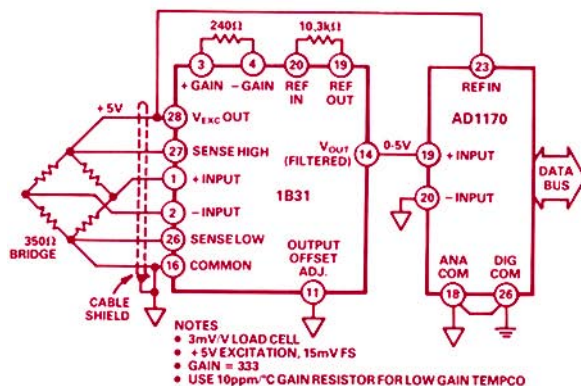 240Ω
10.3kΩ
3
4
20
19
+ GAIN
– GAIN
REF IN
REF OUT
23
REF IN
+5V
28
VEXC OUT
AD1170
27
SENSE HIGH
VOUT (FILTERED)
14
0-5V
19
+ INPUT
1
+ INPUT
DATA BUS
1B31
20
– INPUT
2
– INPUT
350Ω BRIDGE
26
SENSE LOW
16
COMMON
OUTPUT OFFSET ADJ.
ANA COM
DIG COM
CABLE SHIELD
11
18
26
NOTES
• 3mV/V LOAD CELL
• +5V EXCITATION, 15mV FS
• GAIN = 333
• USE 10ppm/°C GAIN RESISTOR FOR LOW GAIN TEMPCO